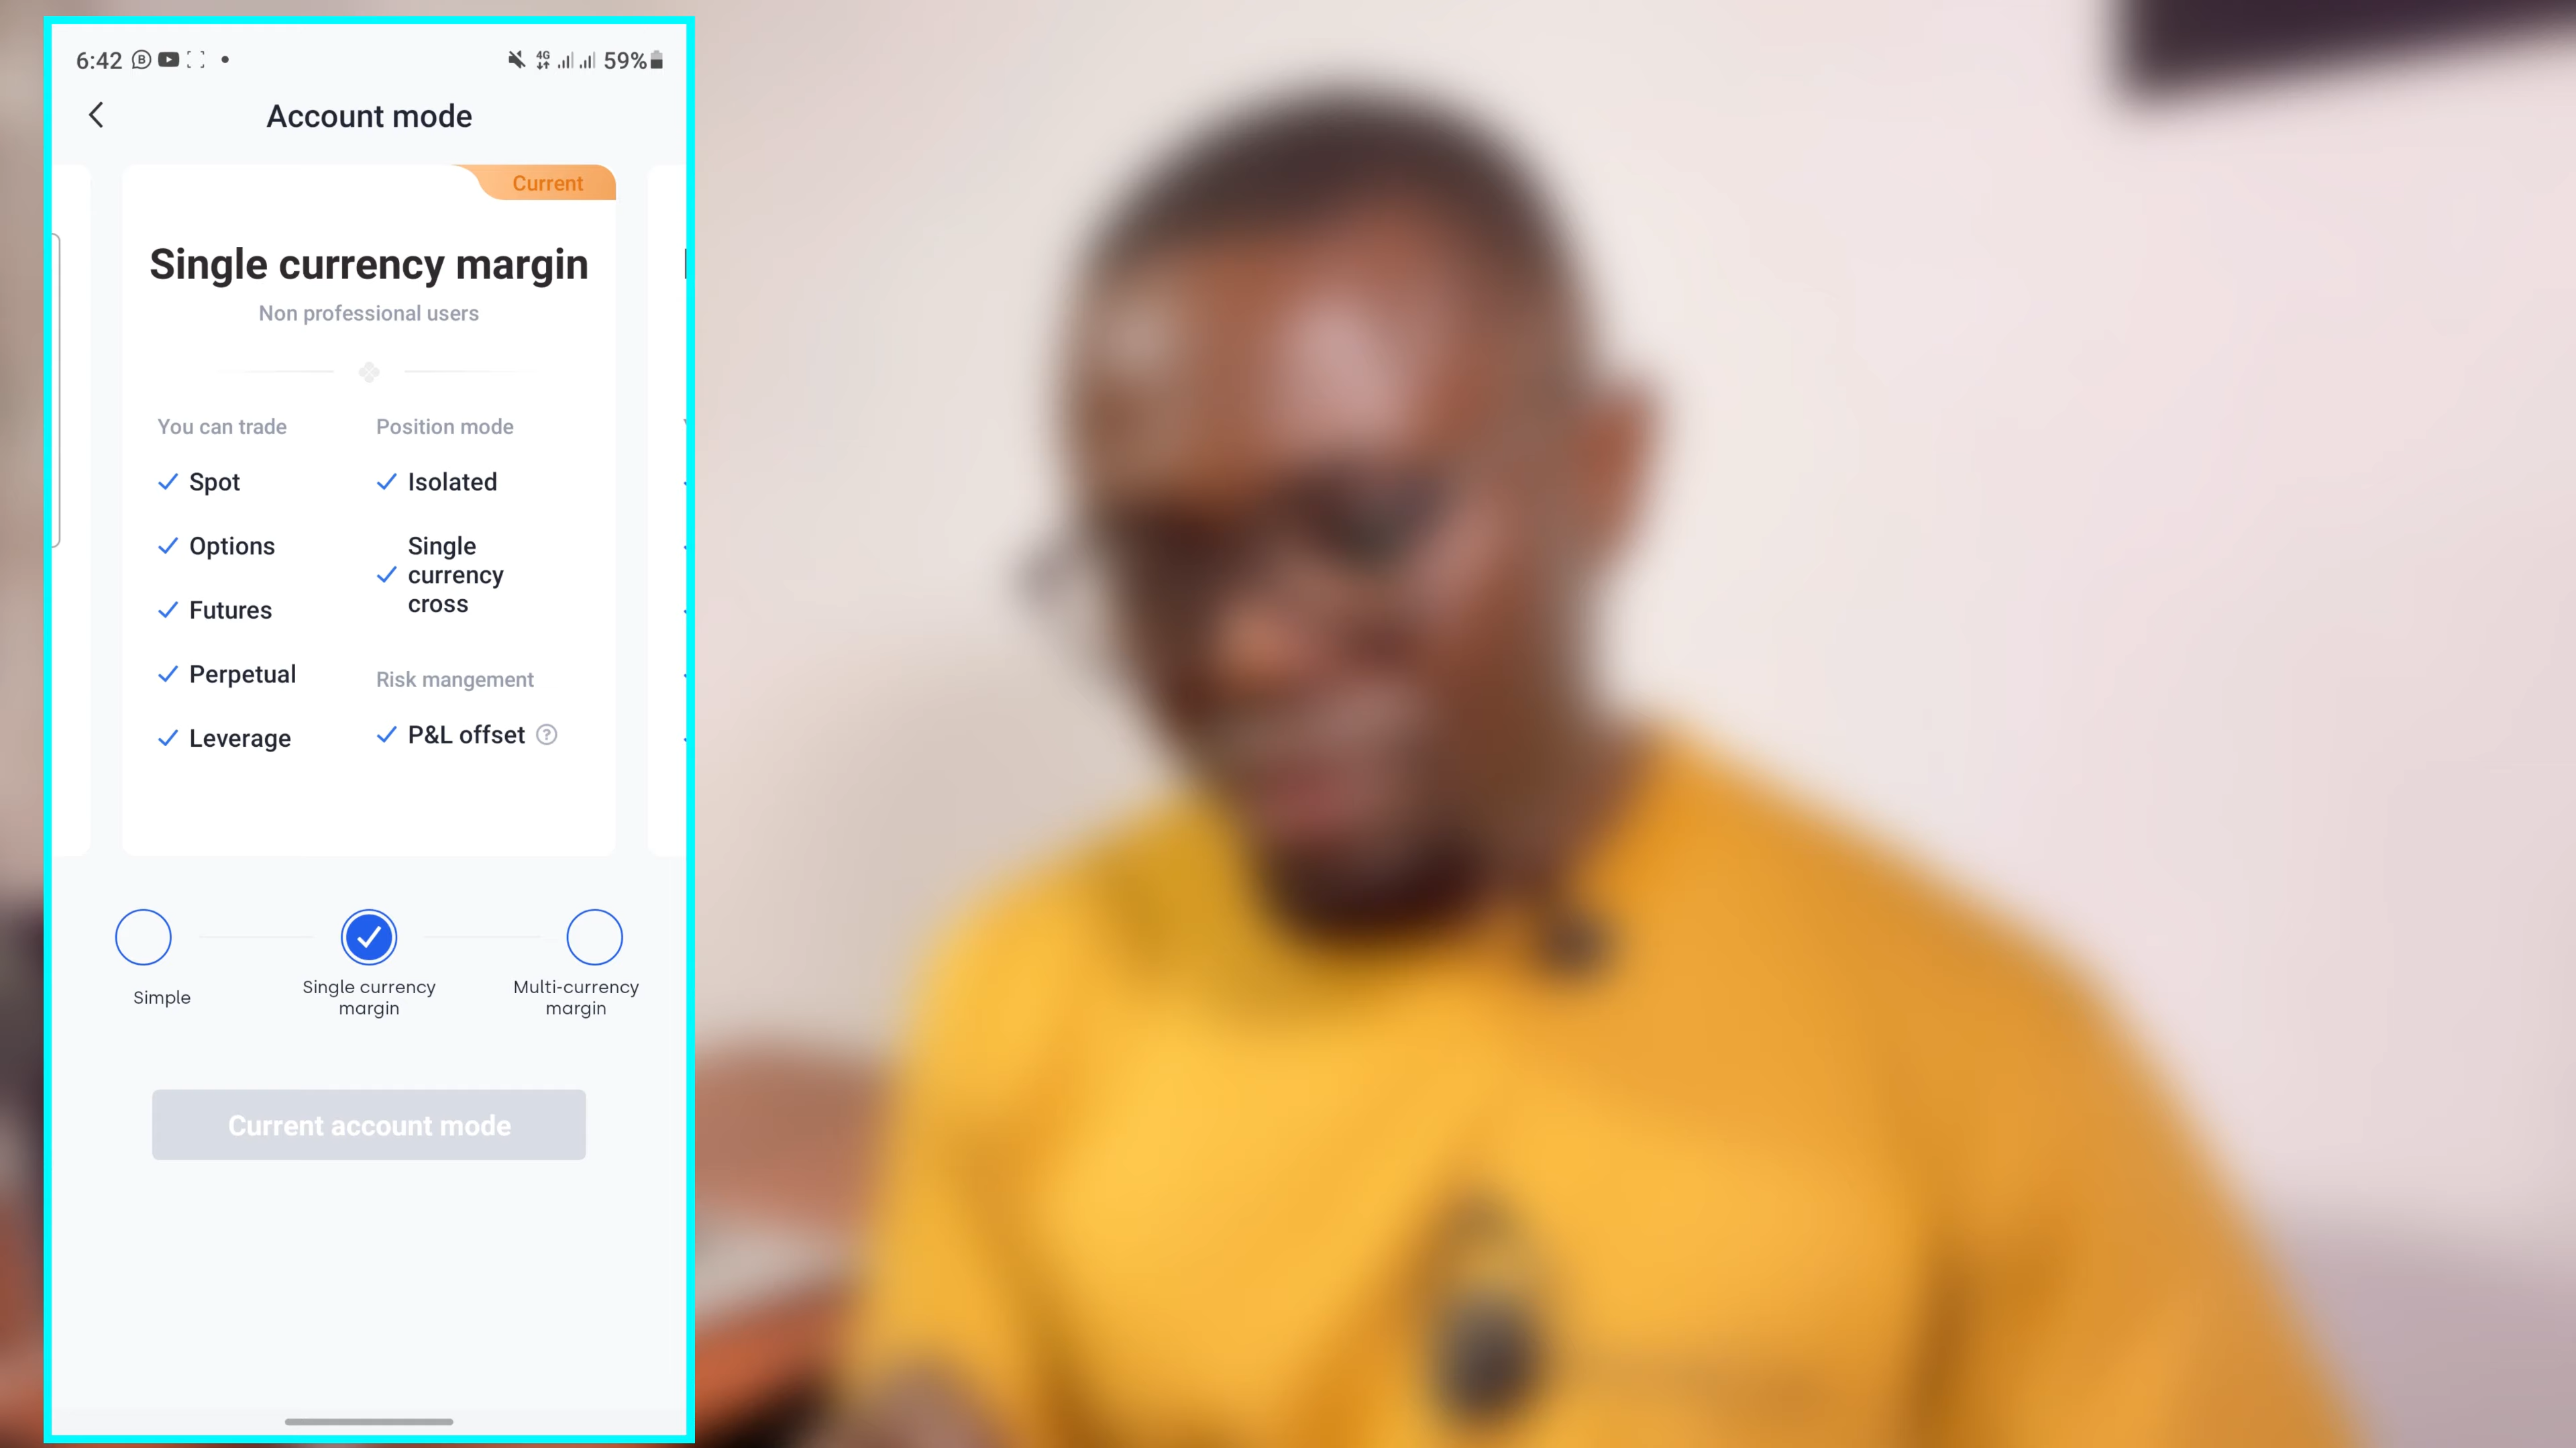 6:42
4G
59%
Account mode
Current
Single currency margin
Non professional users
You can trade
Position mode
Spot
Isolated
Options
Single
currency
cross
Futures
Perpetual
Risk mangement
Leverage
P&L offset ?
Simple
Single currency
margin
Multi-currency
margin
Current account mode